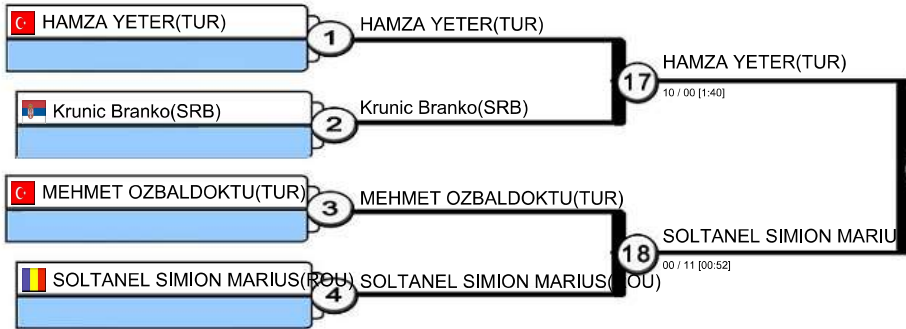 HAMZA YETER(TUR)
1
HAMZA YETER(TUR)
17
HAMZA YETER(TUR)
10 / 00 [1:40]
Krunic Branko(SRB)
2
Krunic Branko(SRB)
MEHMET OZBALDOKTU(TUR)
3
MEHMET OZBALDOKTU(TUR)
18
SOLTANEL SIMION MARIU
00 / 11 [00:52]
SOLTANEL SIMION MARIUS(ROU)
4
SOLTANEL SIMION MARIUS(ROU)